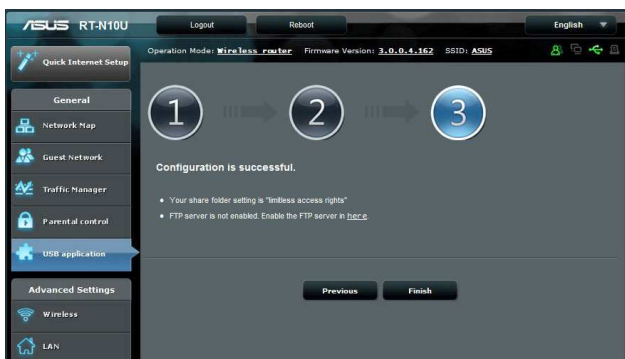 ASUS RT-N10U
Logout
Reboot
English
Operation Mode: Wireless router Firmware Version: 3.0.0.4.162 SSID: ASUS
Quick Internet Setup
General
Network Map
Guest Network
Traffic Manager
Parental control
USB application
Advanced Settings
Wireless
LAN
1
2
3
Configuration is successful.
Your share folder setting is "limitless access rights"
FTP server is not enabled. Enable the FTP server in here.
Previous
Finish